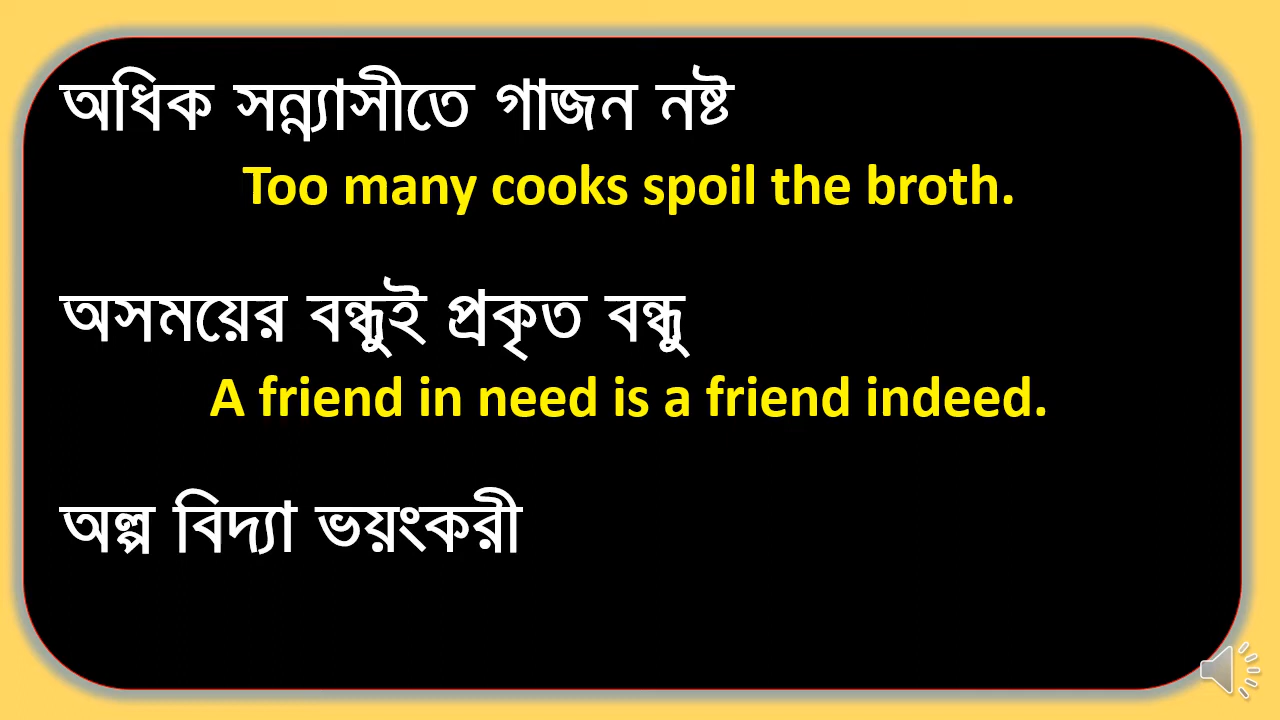 অধিক সন্ন্যাসীতে গাজন নষ্ট
Too many cooks spoil the broth.
অসময়ের বন্ধুই প্রকৃত বন্ধু
A friend in need is a friend indeed.
অল্প বিদ্যা ভয়ংকরী